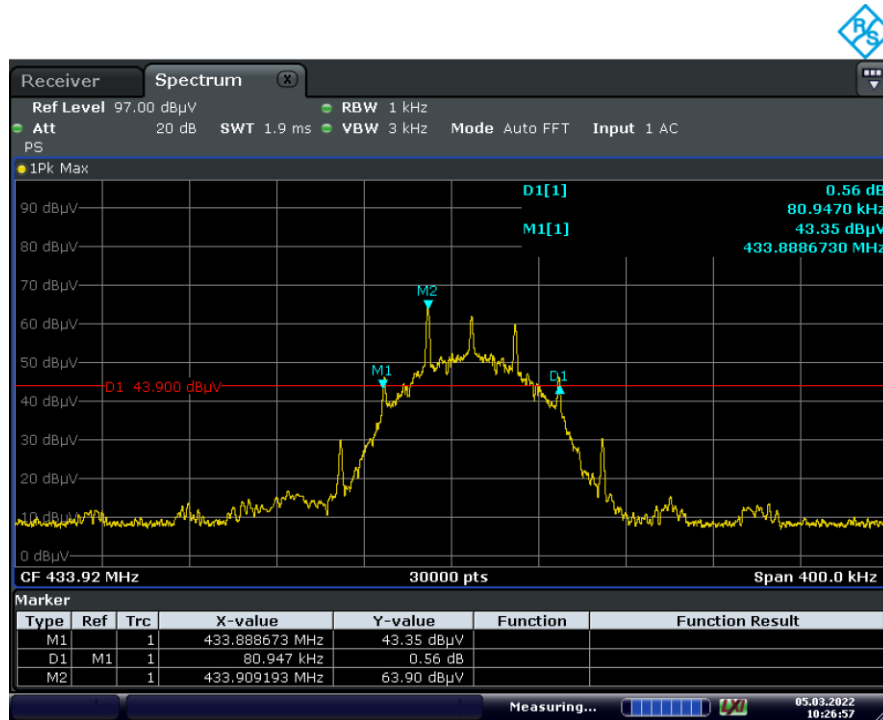 R&S
Receiver Spectrum X
Ref Level 97.00 dBµV RBW 1 kHz
Att 20 dB SWT 1.9 ms VBW 3 kHz Mode Auto FFT Input 1 AC
PS
1Pk Max
D1[1] 0.56 dB
80.9470 kHz
M1[1] 43.35 dBµV
433.8886730 MHz
90 dBµV
80 dBµV
70 dBµV
M2
60 dBµV
50 dBµV
M1
D1
D1 43.900 dBµV
40 dBµV
30 dBµV
20 dBµV
10 dBµV
0 dBµV
CF 433.92 MHz 30000 pts Span 400.0 kHz
Marker
Type Ref Trc X-value Y-value Function Function Result
M1 1 433.888673 MHz 43.35 dBµV
D1 M1 1 80.947 kHz 0.56 dB
M2 1 433.909193 MHz 63.90 dBµV
Measuring... LXI 05.03.2022
10:26:57